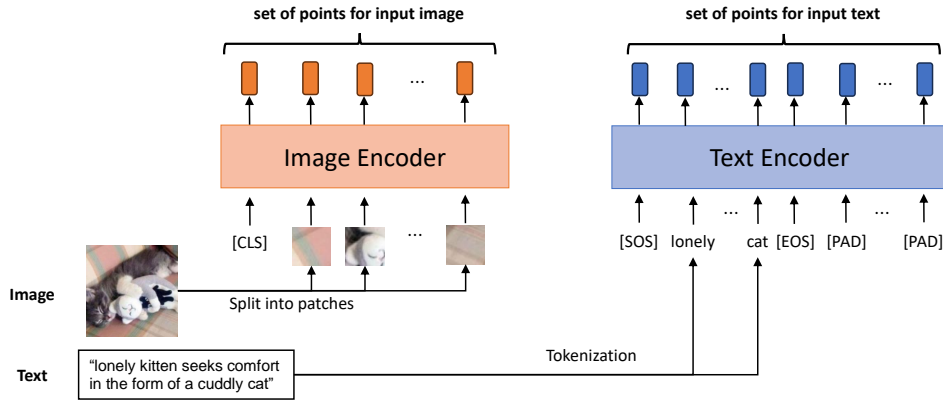 set of points for input image
set of points for input text
...
...
...
Image Encoder
Text Encoder
[CLS]
...
...
...
[SOS] lonely cat [EOS] [PAD] [PAD]
Image
Split into patches
Text
"lonely kitten seeks comfort
in the form of a cuddly cat"
Tokenization